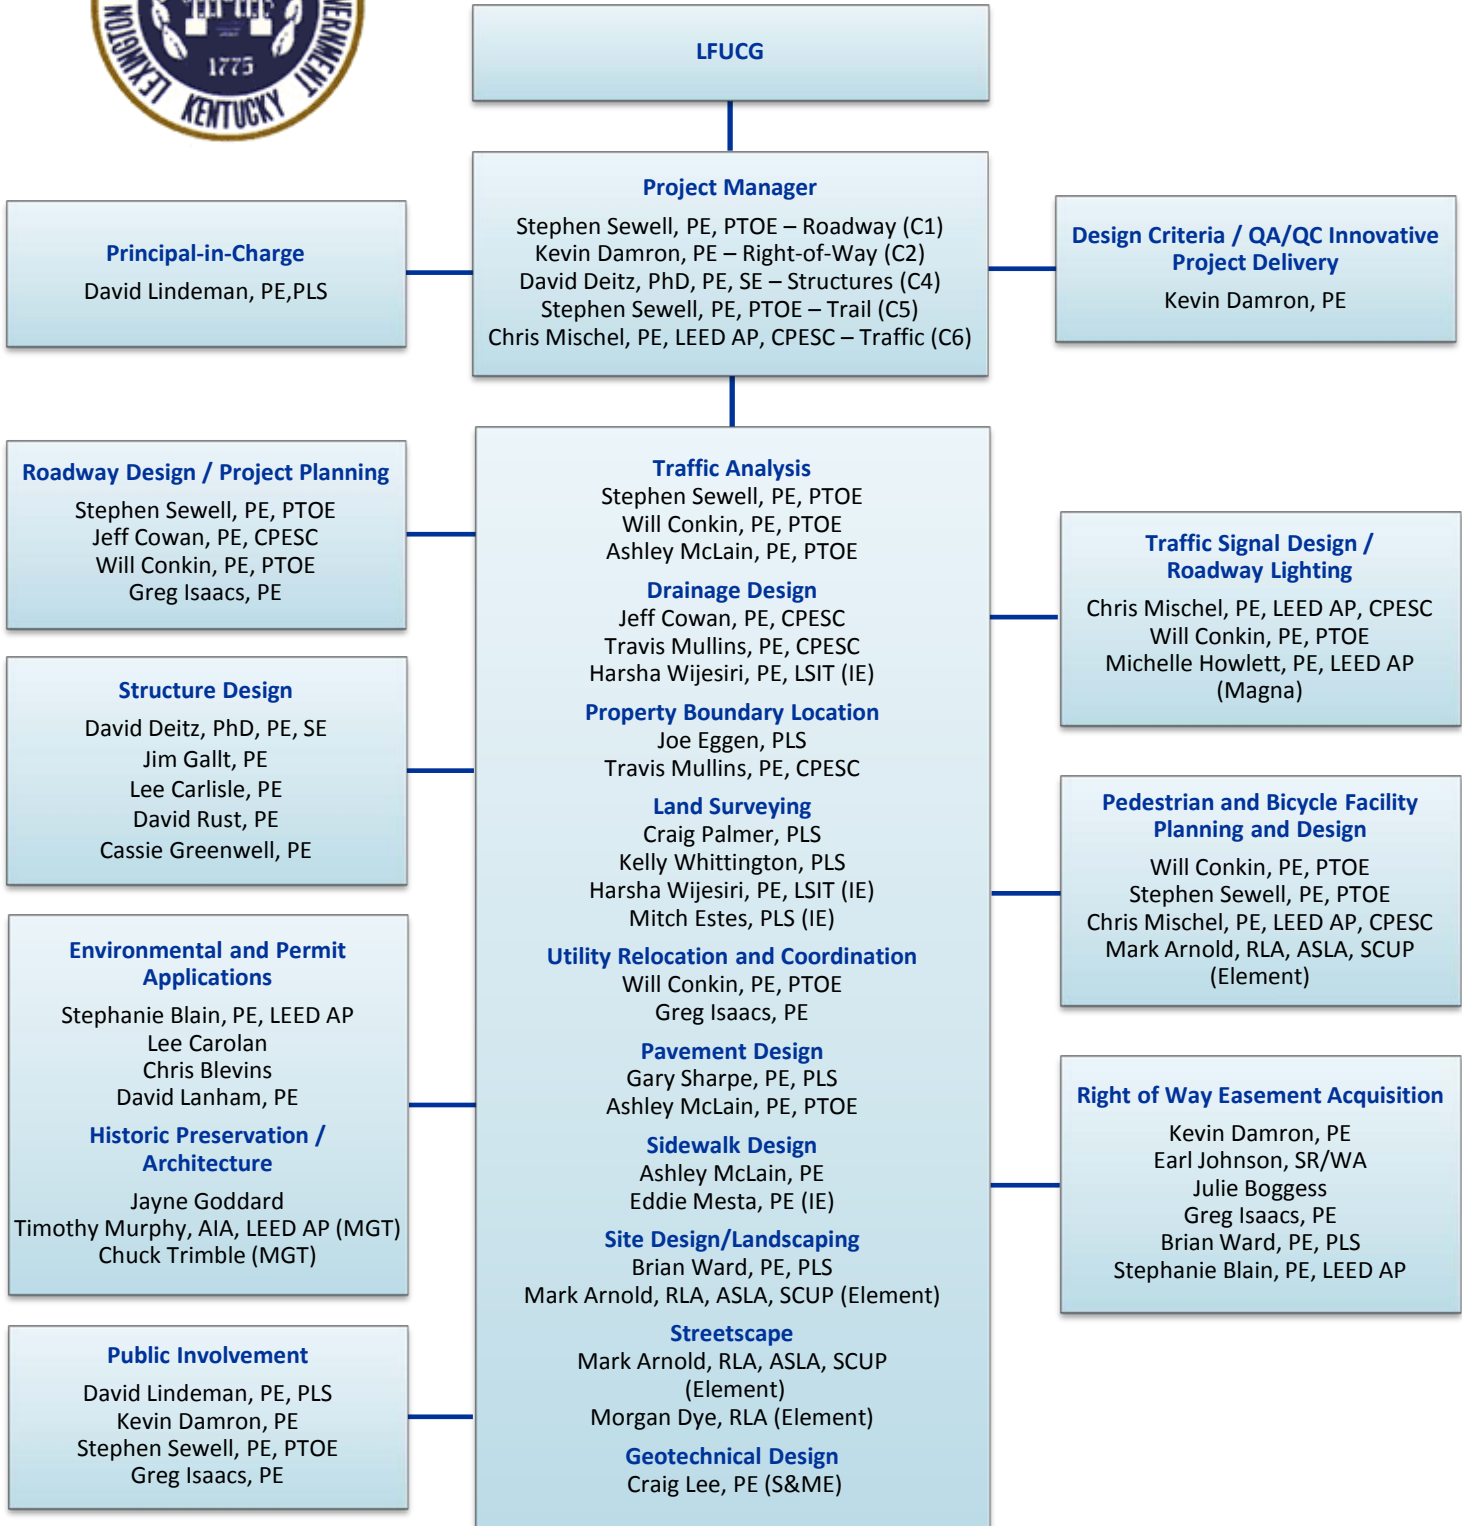 LEXINGTON
ERNMENT
1775
KENTUCKY
LFUCG
Project Manager
Stephen Sewell, PE, PTOE – Roadway (C1)
Kevin Damron, PE – Right-of-Way (C2)
David Deitz, PhD, PE, SE – Structures (C4)
Stephen Sewell, PE, PTOE – Trail (C5)
Chris Mischel, PE, LEED AP, CPESC – Traffic (C6)
Principal-in-Charge
David Lindeman, PE,PLS
Design Criteria / QA/QC Innovative
Project Delivery
Kevin Damron, PE
Roadway Design / Project Planning
Stephen Sewell, PE, PTOE
Jeff Cowan, PE, CPESC
Will Conkin, PE, PTOE
Greg Isaacs, PE
Structure Design
David Deitz, PhD, PE, SE
Jim Gallt, PE
Lee Carlisle, PE
David Rust, PE
Cassie Greenwell, PE
Environmental and Permit
Applications
Stephanie Blain, PE, LEED AP
Lee Carolan
Chris Blevins
David Lanham, PE
Historic Preservation /
Architecture
Jayne Goddard
Timothy Murphy, AIA, LEED AP (MGT)
Chuck Trimble (MGT)
Public Involvement
David Lindeman, PE, PLS
Kevin Damron, PE
Stephen Sewell, PE, PTOE
Greg Isaacs, PE
Traffic Analysis
Stephen Sewell, PE, PTOE
Will Conkin, PE, PTOE
Ashley McLain, PE, PTOE
Drainage Design
Jeff Cowan, PE, CPESC
Travis Mullins, PE, CPESC
Harsha Wijesiri, PE, LSIT (IE)
Property Boundary Location
Joe Eggen, PLS
Travis Mullins, PE, CPESC
Land Surveying
Craig Palmer, PLS
Kelly Whittington, PLS
Harsha Wijesiri, PE, LSIT (IE)
Mitch Estes, PLS (IE)
Utility Relocation and Coordination
Will Conkin, PE, PTOE
Greg Isaacs, PE
Pavement Design
Gary Sharpe, PE, PLS
Ashley McLain, PE, PTOE
Sidewalk Design
Ashley McLain, PE
Eddie Mesta, PE (IE)
Site Design/Landscaping
Brian Ward, PE, PLS
Mark Arnold, RLA, ASLA, SCUP (Element)
Streetscape
Mark Arnold, RLA, ASLA, SCUP
(Element)
Morgan Dye, RLA (Element)
Geotechnical Design
Craig Lee, PE (S&ME)
Traffic Signal Design /
Roadway Lighting
Chris Mischel, PE, LEED AP, CPESC
Will Conkin, PE, PTOE
Michelle Howlett, PE, LEED AP
(Magna)
Pedestrian and Bicycle Facility
Planning and Design
Will Conkin, PE, PTOE
Stephen Sewell, PE, PTOE
Chris Mischel, PE, LEED AP, CPESC
Mark Arnold, RLA, ASLA, SCUP
(Element)
Right of Way Easement Acquisition
Kevin Damron, PE
Earl Johnson, SR/WA
Julie Boggess
Greg Isaacs, PE
Brian Ward, PE, PLS
Stephanie Blain, PE, LEED AP